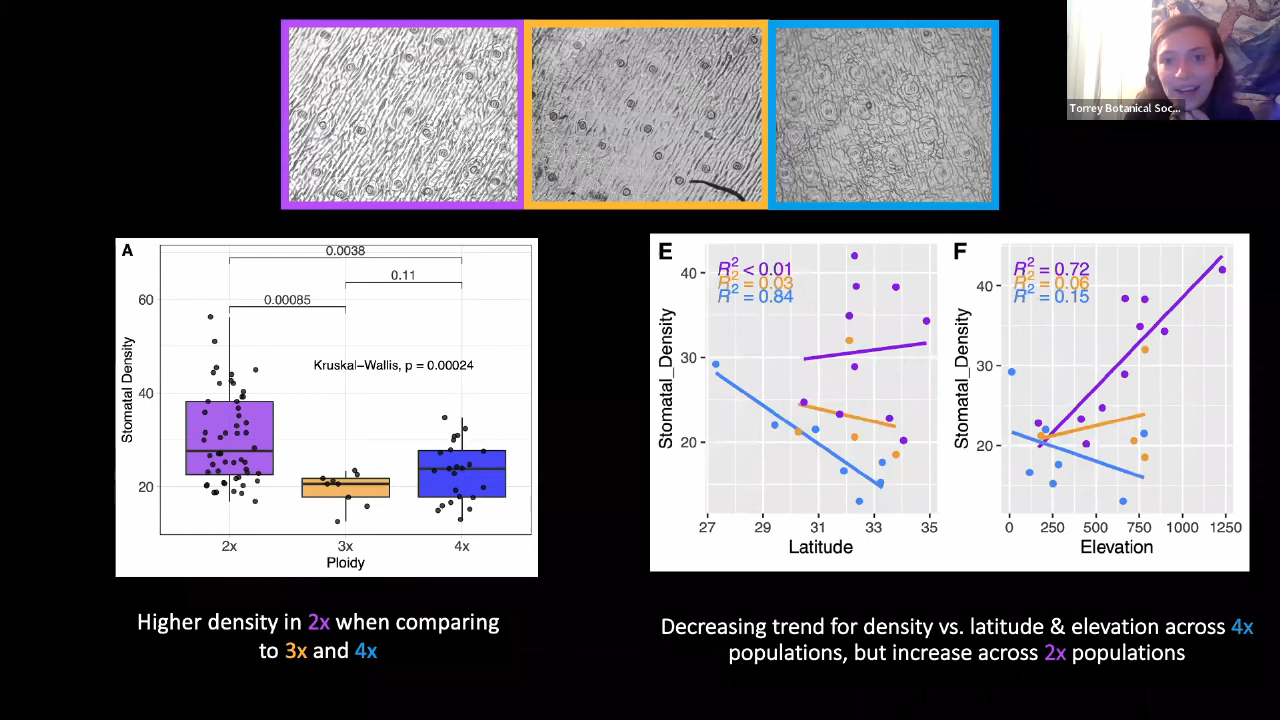 Torrey Botanical Soc...
A
0.0038
0.11
0.00085
Kruskal−Wallis, p = 0.00024
60
40
20
Stomatal Density
2x
3x
4x
Ploidy
E
R² < 0.01
R² = 0.03
R² = 0.84
40
30
20
Stomatal_Density
27
29
31
33
35
Latitude
F
R² = 0.72
R² = 0.06
R² = 0.15
40
30
20
Stomatal_Density
0
250
500
750
1000
1250
Elevation
Higher density in 2x when comparing
to 3x and 4x
Decreasing trend for density vs. latitude & elevation across 4x
populations, but increase across 2x populations